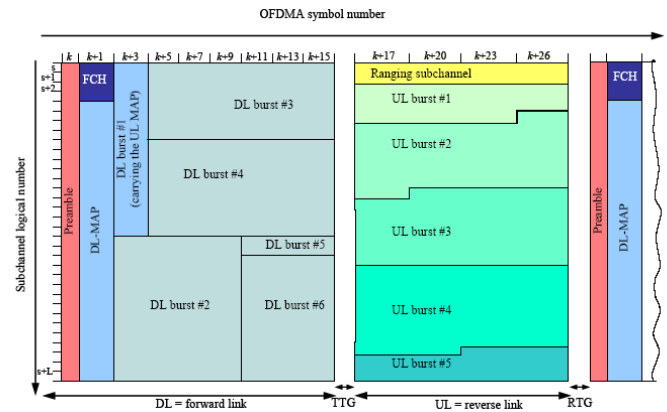 OFDMA symbol number
k k+1 k+3 k+5 k+7 k+9 k+11 k+13 k+15 k+17 k+20 k+23 k+26
Subchannel logical number
s
s+1
s+2
s+L
Preamble
FCH
DL-MAP
DL burst #1
(carrying the UL MAP)
DL burst #3
DL burst #4
DL burst #2
DL burst #5
DL burst #6
Ranging subchannel
UL burst #1
UL burst #2
UL burst #3
UL burst #4
UL burst #5
Preamble
FCH
DL-MAP
DL = forward link
TTG
UL = reverse link
RTG